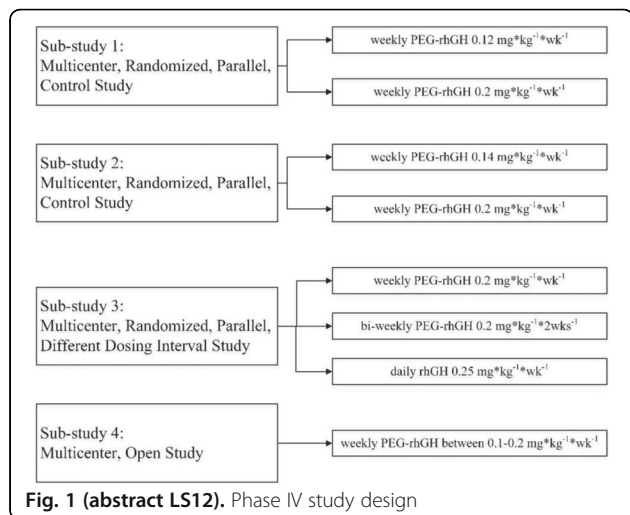 Sub-study 1:
Multicenter, Randomized, Parallel,
Control Study
weekly PEG-rhGH 0.12 mg*kg⁻¹*wk⁻¹
weekly PEG-rhGH 0.2 mg*kg⁻¹*wk⁻¹
Sub-study 2:
Multicenter, Randomized, Parallel,
Control Study
weekly PEG-rhGH 0.14 mg*kg⁻¹*wk⁻¹
weekly PEG-rhGH 0.2 mg*kg⁻¹*wk⁻¹
Sub-study 3:
Multicenter, Randomized, Parallel,
Different Dosing Interval Study
weekly PEG-rhGH 0.2 mg*kg⁻¹*wk⁻¹
bi-weekly PEG-rhGH 0.2 mg*kg⁻¹*2wks⁻¹
daily rhGH 0.25 mg*kg⁻¹*wk⁻¹
Sub-study 4:
Multicenter, Open Study
weekly PEG-rhGH between 0.1-0.2 mg*kg⁻¹*wk⁻¹
Fig. 1 (abstract LS12). Phase IV study design